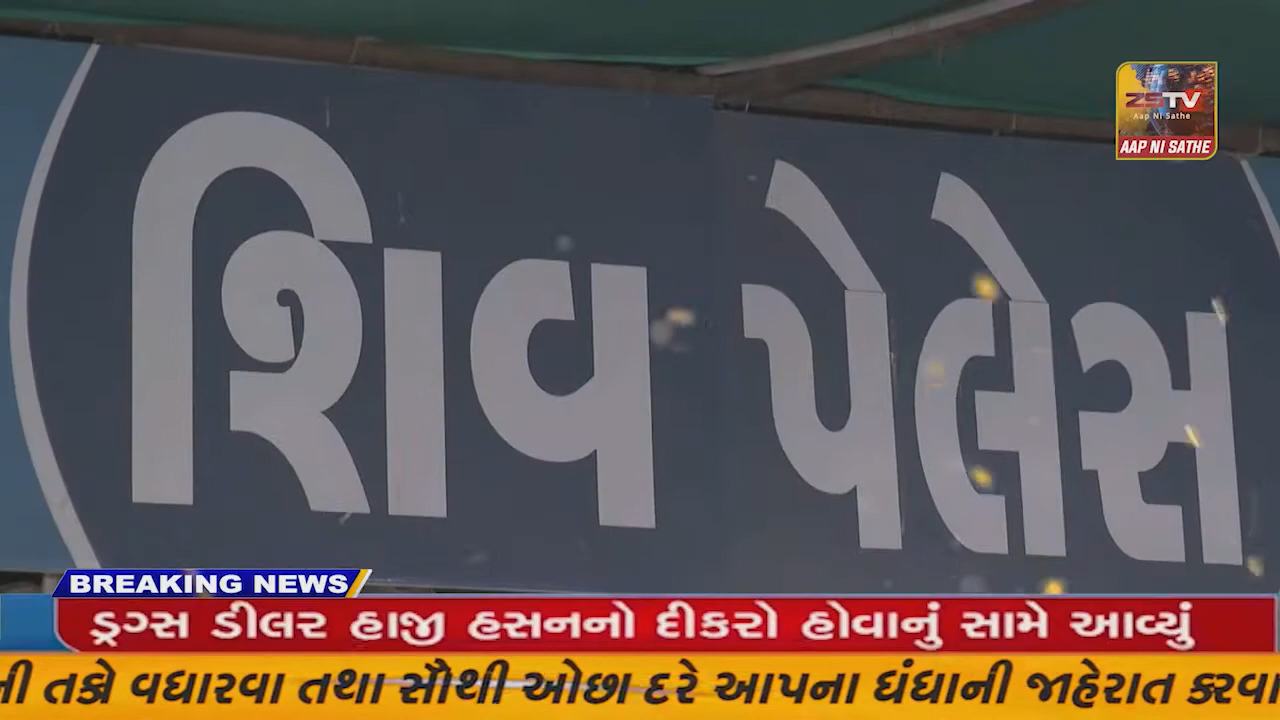 ZSTV
Aap Ni Sathe
AAP NI SATHE
શિવ પેલેસ
BREAKING NEWS
ડ્રગ્સ ડીલર હાજી હસનનો દીકરો હોવાનું સામે આવ્યું
ની તકો વધારવા તથા સૌથી ઓછા દરે આપના ધંધાની જાહેરાત કરવા